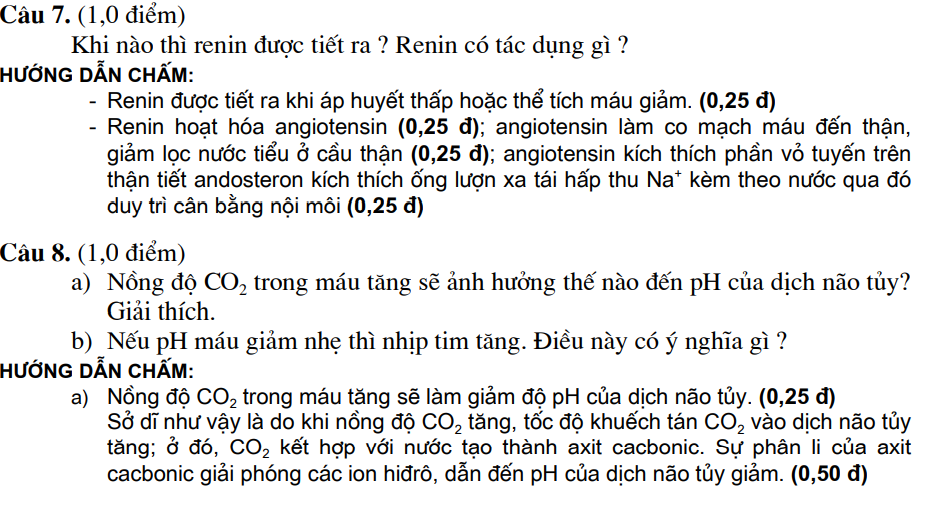 Câu 7. (1,0 điểm)
Khi nào thì renin được tiết ra ? Renin có tác dụng gì ?
HƯỚNG DẪN CHẤM:
- Renin được tiết ra khi áp huyết thấp hoặc thể tích máu giảm. (0,25 đ)
- Renin hoạt hóa angiotensin (0,25 đ); angiotensin làm co mạch máu đến thận,
giảm lọc nước tiểu ở cầu thận (0,25 đ); angiotensin kích thích phần vỏ tuyến trên
thận tiết andosteron kích thích ống lượn xa tái hấp thu Na⁺ kèm theo nước qua đó
duy trì cân bằng nội môi (0,25 đ)
Câu 8. (1,0 điểm)
a) Nồng độ CO₂ trong máu tăng sẽ ảnh hưởng thế nào đến pH của dịch não tủy?
Giải thích.
b) Nếu pH máu giảm nhẹ thì nhịp tim tăng. Điều này có ý nghĩa gì ?
HƯỚNG DẪN CHẤM:
a) Nồng độ CO₂ trong máu tăng sẽ làm giảm độ pH của dịch não tủy. (0,25 đ)
Sở dĩ như vậy là do khi nồng độ CO₂ tăng, tốc độ khuếch tán CO₂ vào dịch não tủy
tăng; ở đó, CO₂ kết hợp với nước tạo thành axit cacbonic. Sự phân li của axit
cacbonic giải phóng các ion hiđrô, dẫn đến pH của dịch não tủy giảm. (0,50 đ)